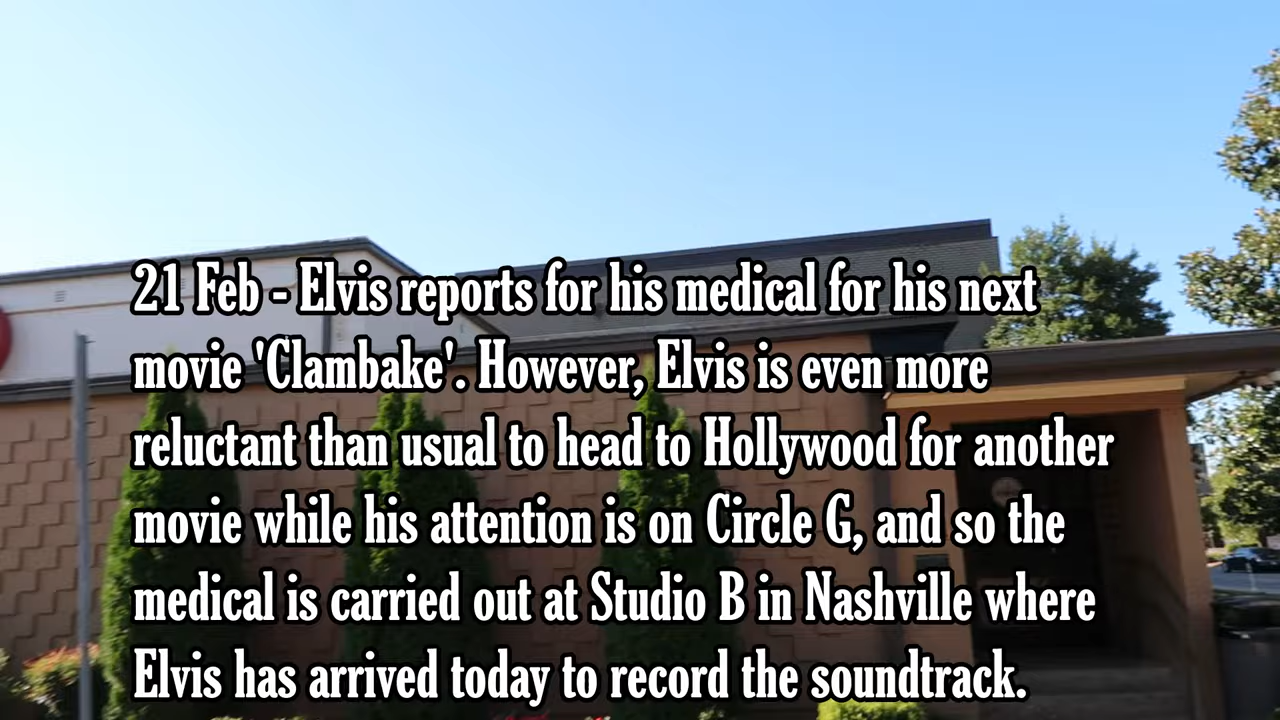 21 Feb - Elvis reports for his medical for his next
movie 'Clambake'. However, Elvis is even more
reluctant than usual to head to Hollywood for another
movie while his attention is on Circle G, and so the
medical is carried out at Studio B in Nashville where
Elvis has arrived today to record the soundtrack.